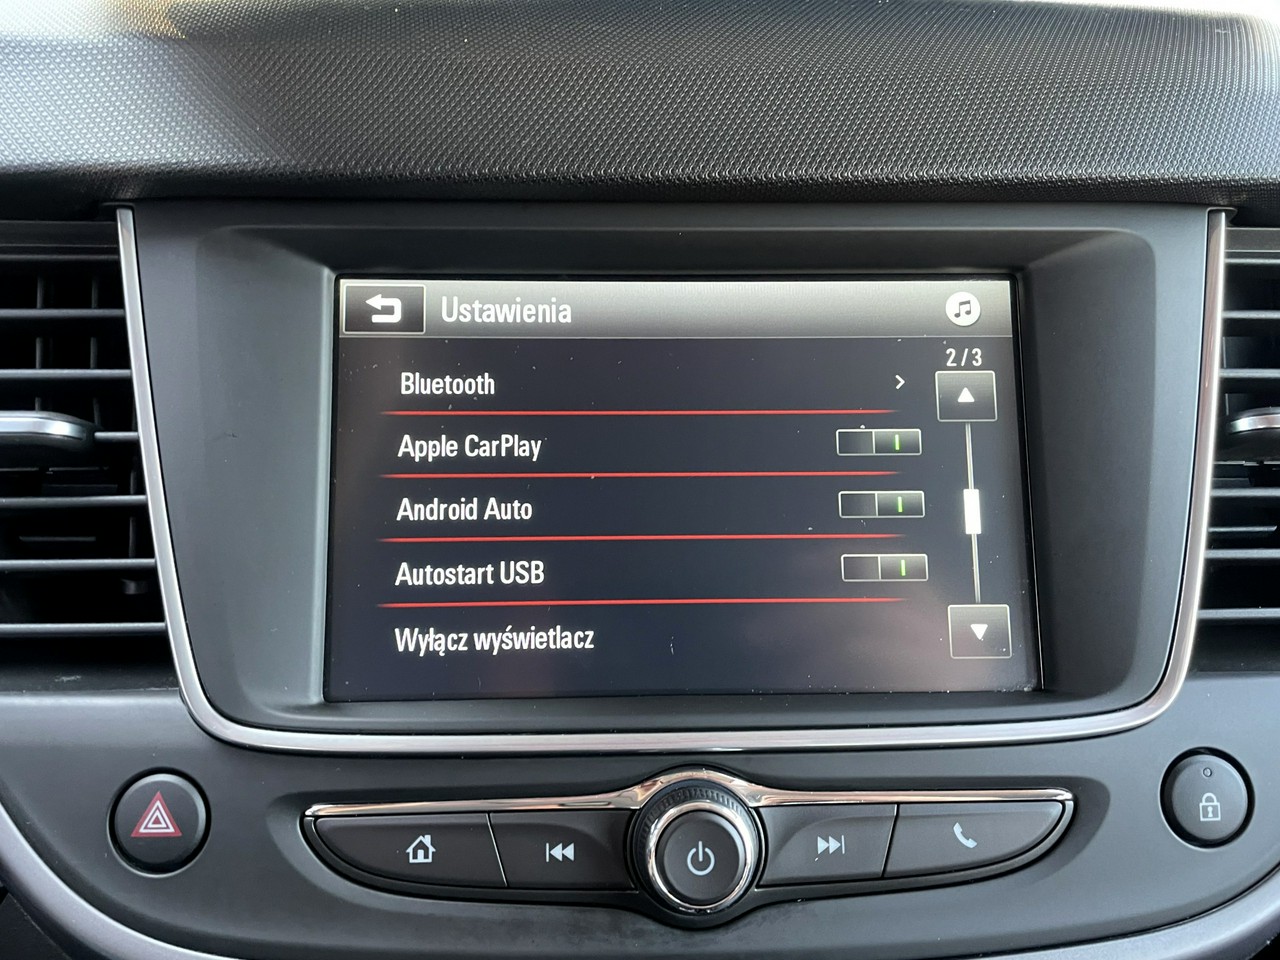 Ustawienia
2/3
Bluetooth
Apple CarPlay
Android Auto
Autostart USB
Wyłącz wyświetlacz